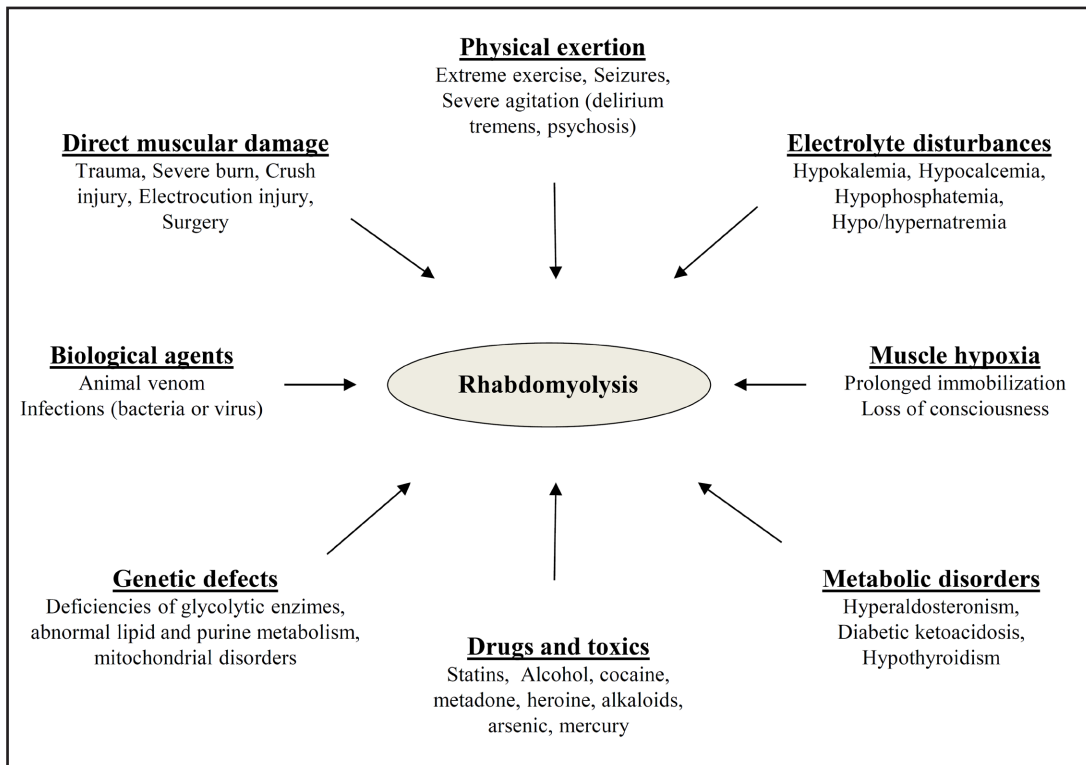 Physical exertion
Extreme exercise, Seizures,
Severe agitation (delirium
tremens, psychosis)
Direct muscular damage
Trauma, Severe burn, Crush
injury, Electrocution injury,
Surgery
Electrolyte disturbances
Hypokalemia, Hypocalcemia,
Hypophosphatemia,
Hypo/hypernatremia
Biological agents
Animal venom
Infections (bacteria or virus)
Rhabdomyolysis
Muscle hypoxia
Prolonged immobilization
Loss of consciousness
Genetic defects
Deficiencies of glycolytic enzimes,
abnormal lipid and purine metabolism,
mitochondrial disorders
Drugs and toxics
Statins, Alcohol, cocaine,
metadone, heroine, alkaloids,
arsenic, mercury
Metabolic disorders
Hyperaldosteronism,
Diabetic ketoacidosis,
Hypothyroidism